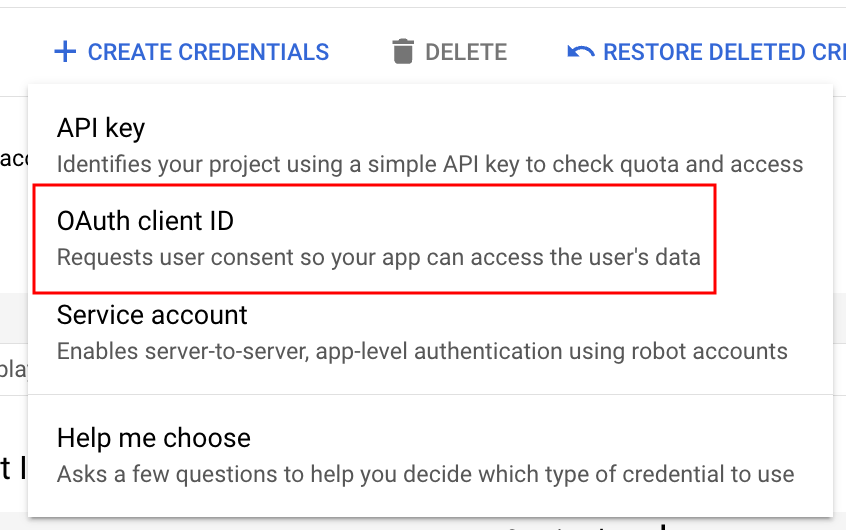 CREATE CREDENTIALS DELETE RESTORE DELETED CRE
API key
Identifies your project using a simple API key to check quota and access
OAuth client ID
Requests user consent so your app can access the user's data
Service account
Enables server-to-server, app-level authentication using robot accounts
Help me choose
Asks a few questions to help you decide which type of credential to use